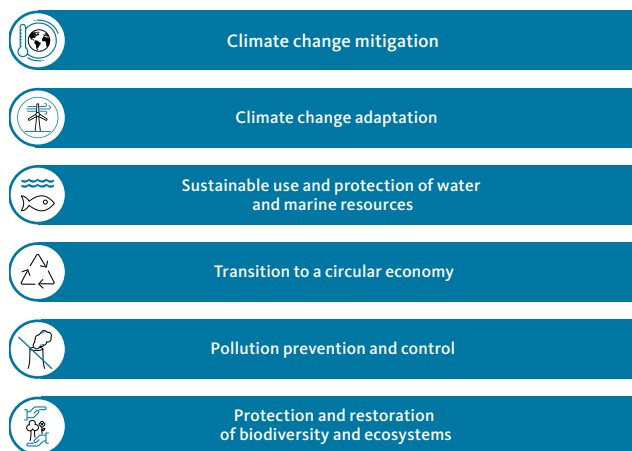 Climate change mitigation
Climate change adaptation
Sustainable use and protection of water
and marine resources
Transition to a circular economy
Pollution prevention and control
Protection and restoration
of biodiversity and ecosystems